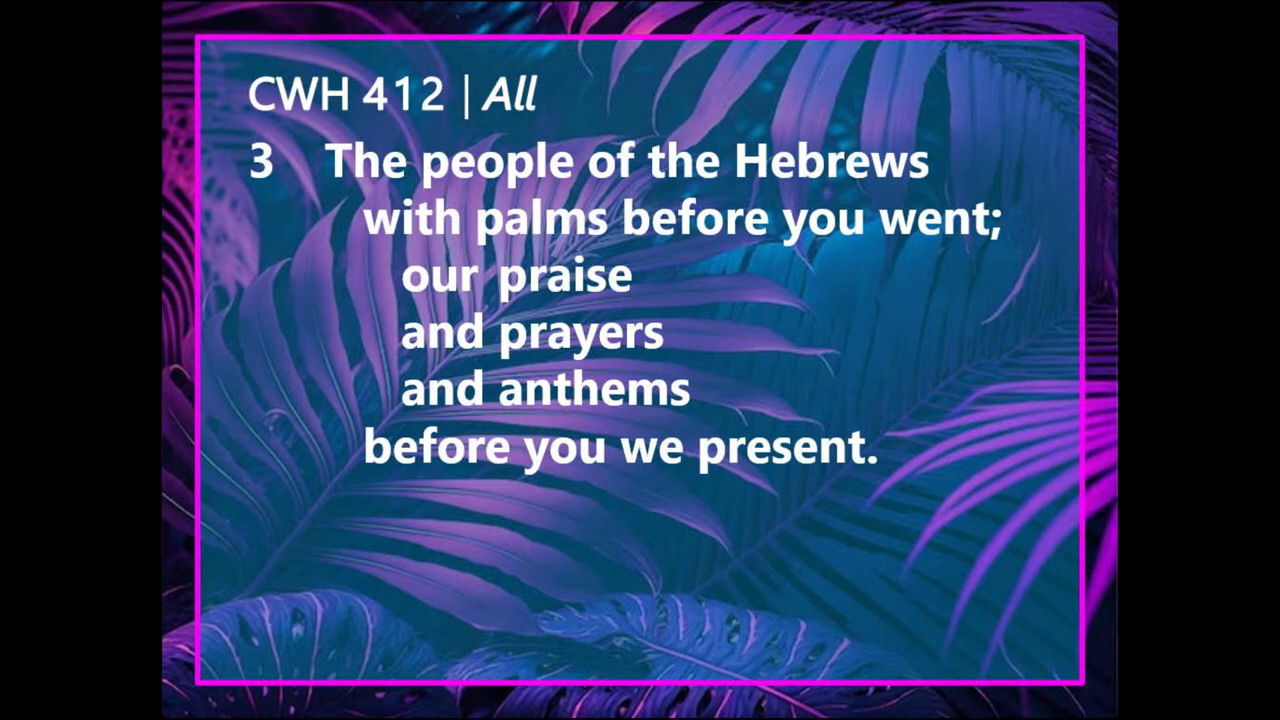 CWH 412 | All
3 The people of the Hebrews
with palms before you went;
our praise
and prayers
and anthems
before you we present.